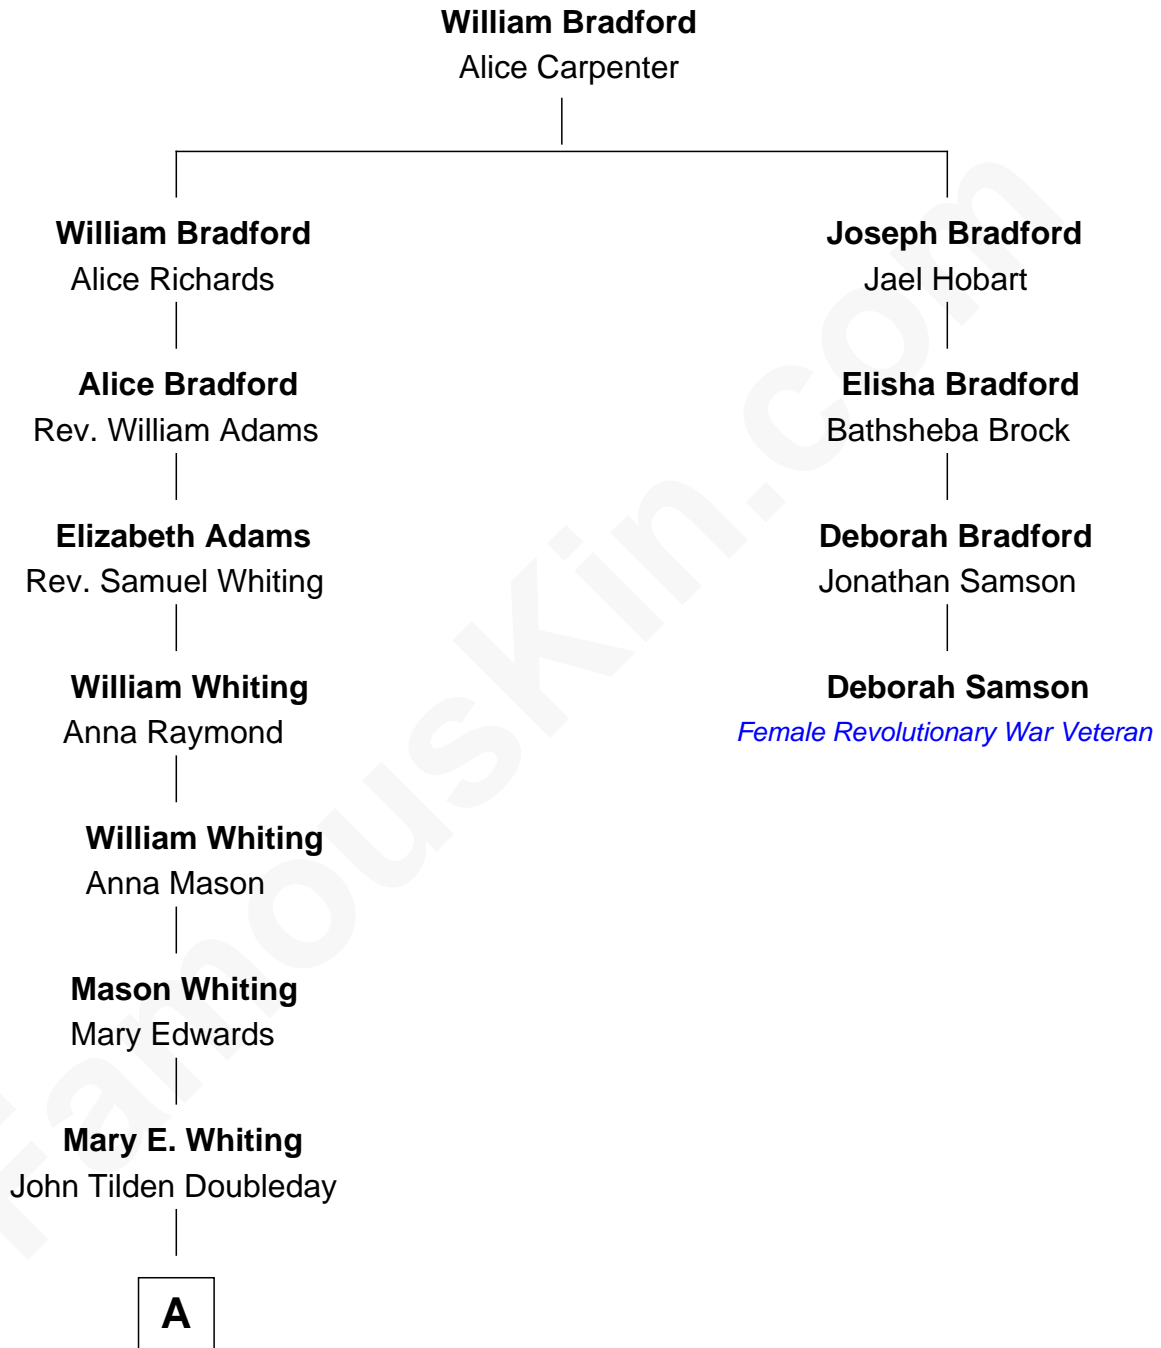 William Bradford
Alice Carpenter
William Bradford
Alice Richards
Joseph Bradford
Jael Hobart
Alice Bradford
Rev. William Adams
Elisha Bradford
Bathsheba Brock
Elizabeth Adams
Rev. Samuel Whiting
Deborah Bradford
Jonathan Samson
William Whiting
Anna Raymond
Deborah Samson
Female Revolutionary War Veteran
William Whiting
Anna Mason
Mason Whiting
Mary Edwards
Mary E. Whiting
John Tilden Doubleday
A
FamousKin.com